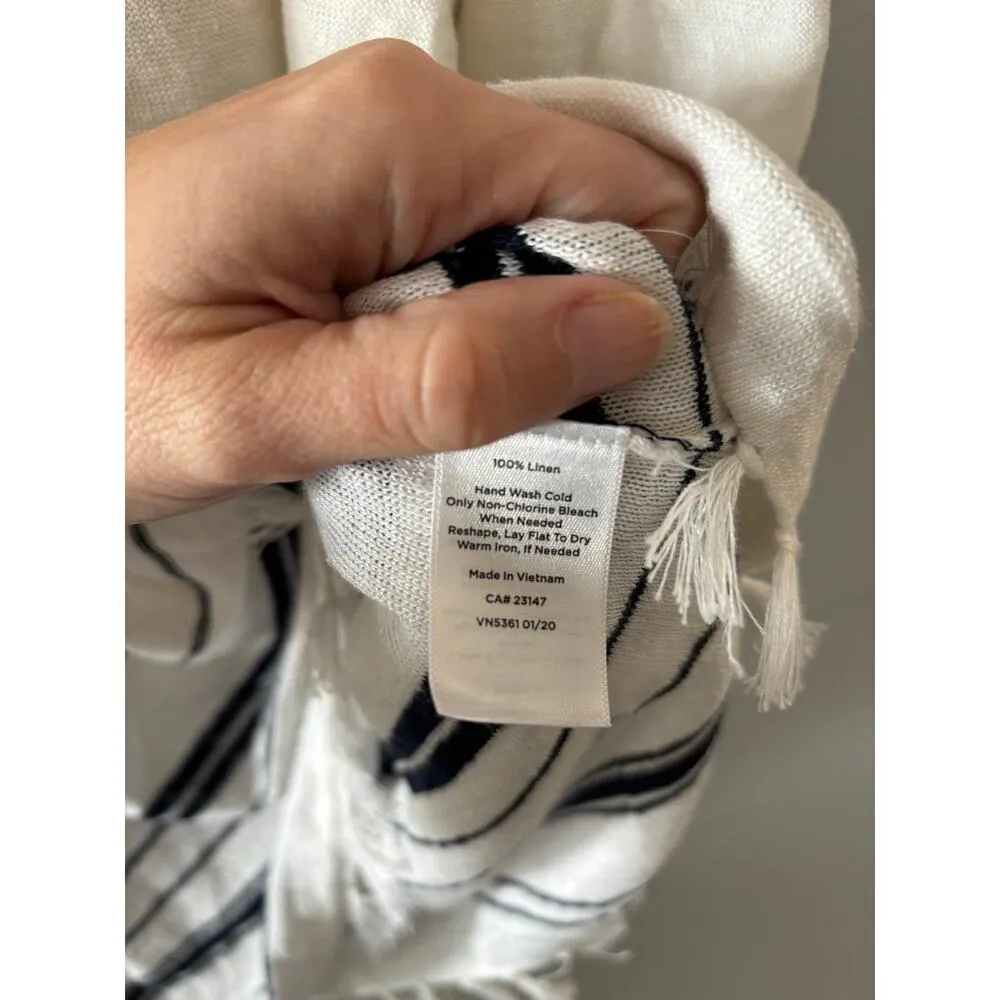 100% Linen
Hand Wash Cold
Only Non-Chlorine Bleach
When Needed
Reshape, Lay Flat To Dry
Warm Iron, If Needed
Made In Vietnam
CA# 23147
VN5361 01/20